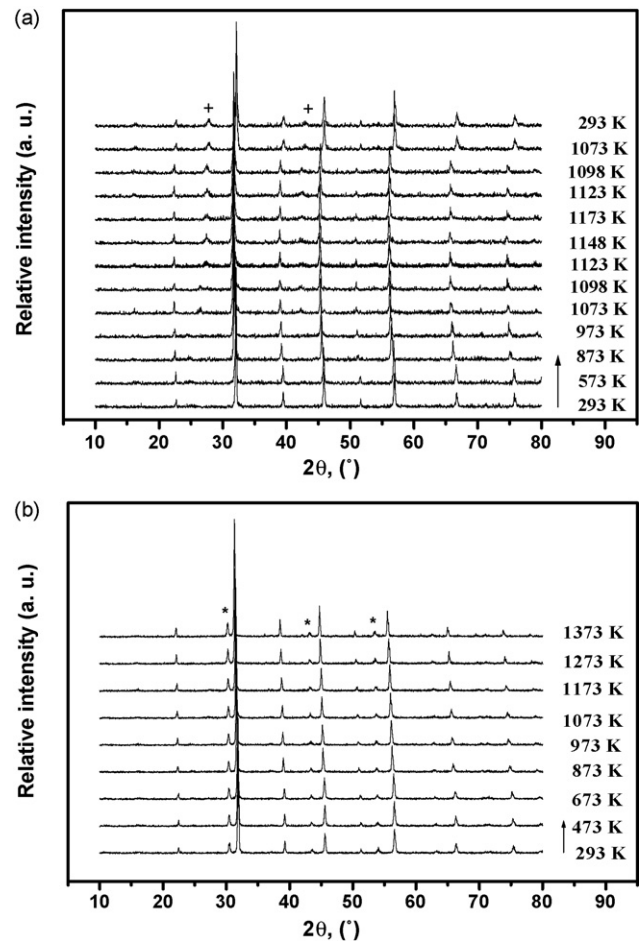 (a)
Relative intensity (a. u.)
+ +
293 K
1073 K
1098 K
1123 K
1173 K
1148 K
1123 K
1098 K
1073 K
973 K
873 K
573 K
293 K
10 20 30 40 50 60 70 80 90
2θ, (°)
(b)
Relative intensity (a. u.)
* * *
1373 K
1273 K
1173 K
1073 K
973 K
873 K
673 K
473 K
293 K
10 20 30 40 50 60 70 80 90
2θ, (°)